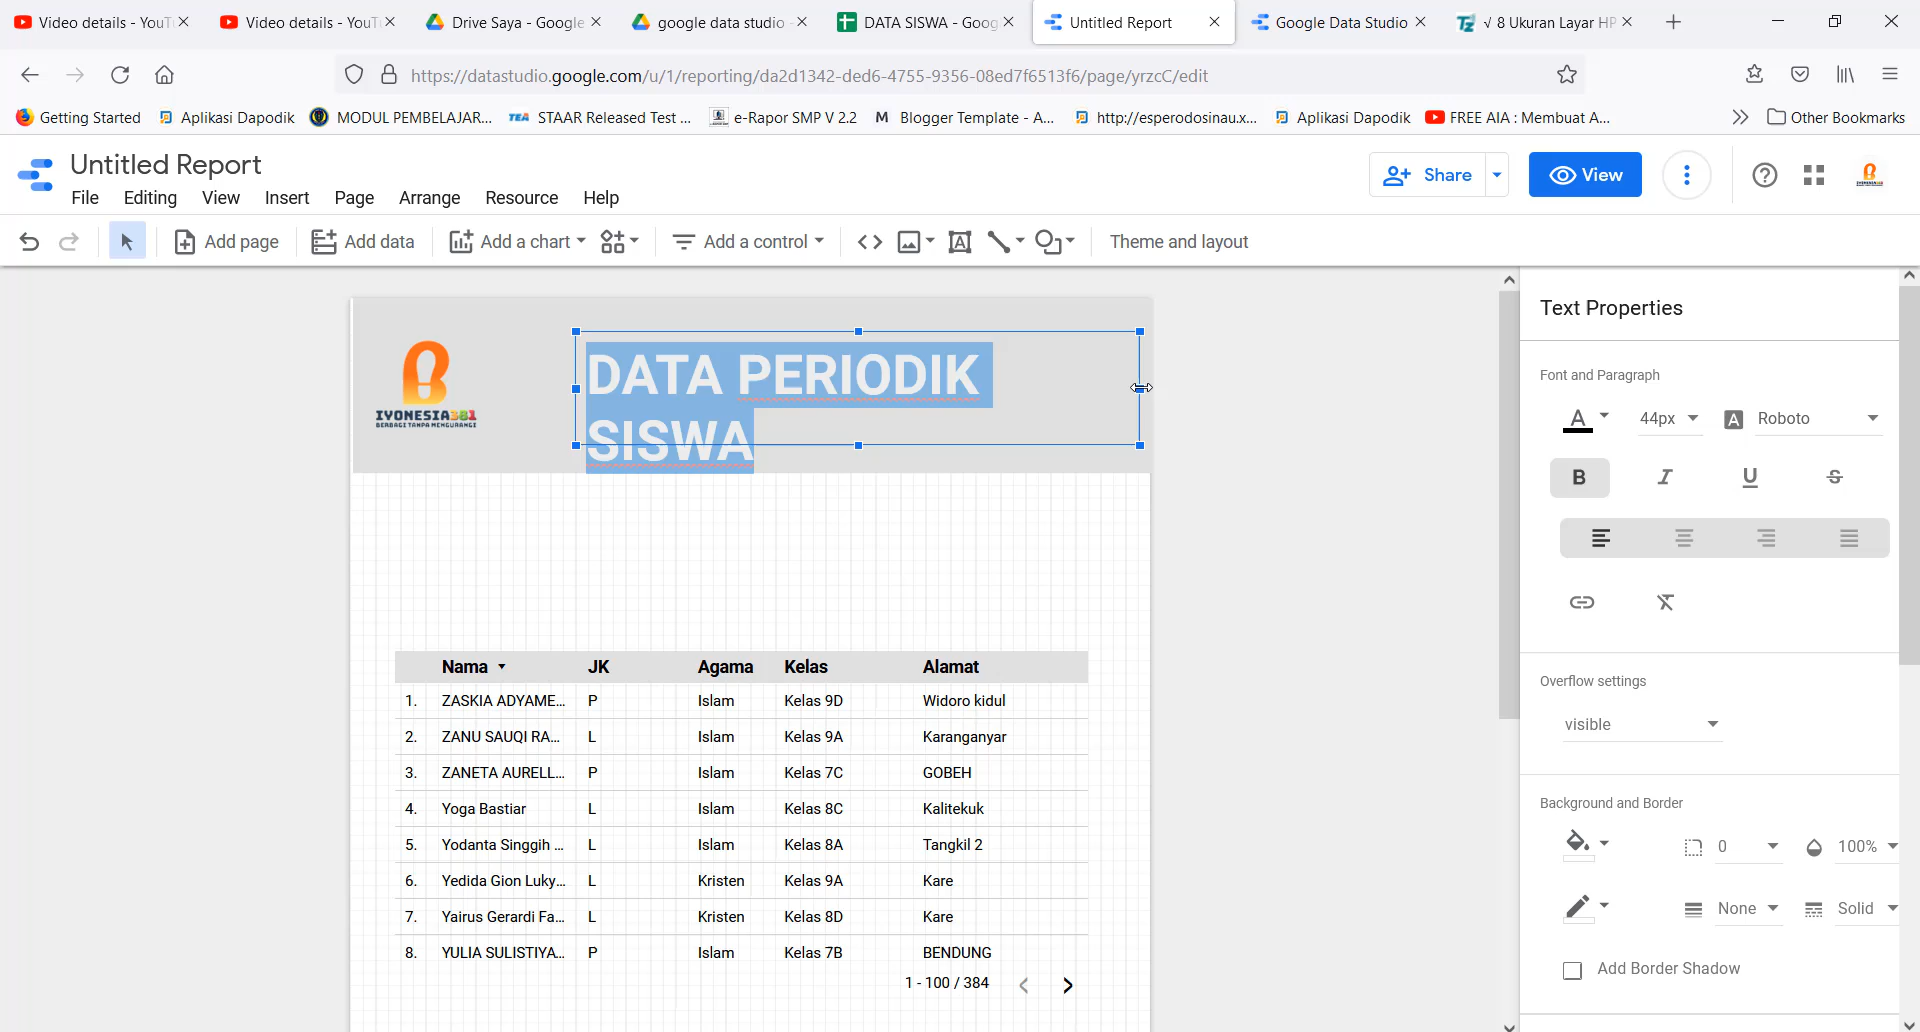 Video details - YouTu
Video details - YouTu
Drive Saya - Google
google data studio -
DATA SISWA - Goog
Untitled Report
Google Data Studio
√ 8 Ukuran Layar HP
https://datastudio.google.com/u/1/reporting/da2d1342-ded6-4755-9356-08ed7f6513f6/page/yrzcC/edit
Getting Started
Aplikasi Dapodik
MODUL PEMBELAJAR...
TEA STAAR Released Test ...
e-Rapor SMP V 2.2
M Blogger Template - A...
http://esperodosinau.x...
Aplikasi Dapodik
FREE AIA : Membuat A...
Other Bookmarks
Untitled Report
File Editing View Insert Page Arrange Resource Help
Share
View
Add page
Add data
Add a chart
Add a control
Theme and layout
IVONESIA381
BERBAGI TANPA MENGURANGI
DATA PERIODIK
SISWA
Nama JK Agama Kelas Alamat
1. ZASKIA ADYAME... P Islam Kelas 9D Widoro kidul
2. ZANU SAUQI RA... L Islam Kelas 9A Karanganyar
3. ZANETA AURELL... P Islam Kelas 7C GOBEH
4. Yoga Bastiar L Islam Kelas 8C Kalitekuk
5. Yodanta Singgih ... L Islam Kelas 8A Tangkil 2
6. Yedida Gion Luky... L Kristen Kelas 9A Kare
7. Yairus Gerardi Fa... L Kristen Kelas 8D Kare
8. YULIA SULISTIYA... P Islam Kelas 7B BENDUNG
1 - 100 / 384
Text Properties
Font and Paragraph
A 44px A Roboto
B I U S
Overflow settings
visible
Background and Border
0 100%
None Solid
Add Border Shadow